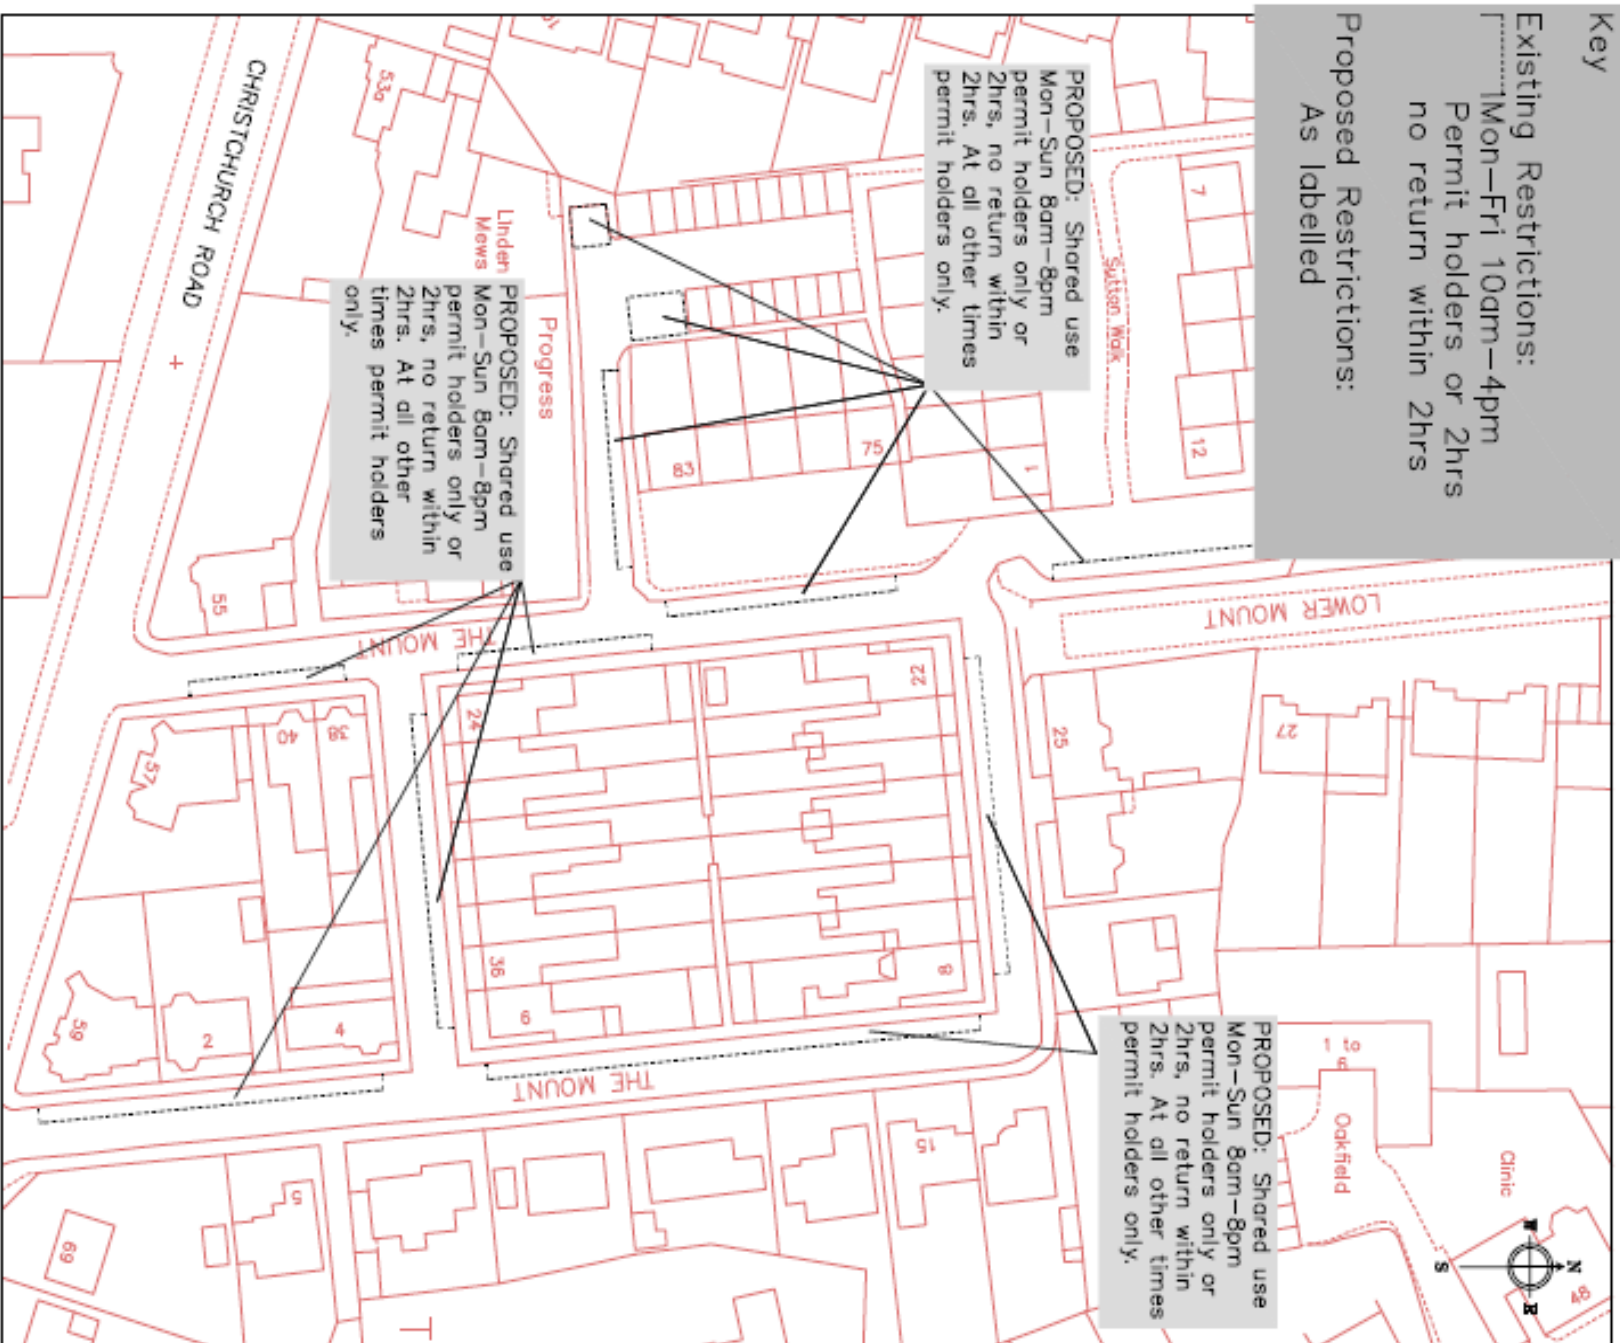 Key
Existing Restrictions:
Mon-Fri 10am-4pm
Permit holders or 2hrs
no return within 2hrs
Proposed Restrictions:
As labelled
PROPOSED: Shared use
Mon-Sun 8am-8pm
permit holders only or
2hrs, no return within
2hrs. At all other times
permit holders only.
PROPOSED: Shared use
Mon-Sun 8am-8pm
permit holders only or
2hrs, no return within
2hrs. At all other
times permit holders
only.
PROPOSED: Shared use
Mon-Sun 8am-8pm
permit holders only or
2hrs, no return within
2hrs. At all other times
permit holders only.
CHRISTCHURCH ROAD
LOWER MOUNT
THE MOUNT
THE MOUNT
Sutton Walk
Linden
Mews
Progress
Oakfield
Clinic
1 to
6
7
12
1
75
83
53a
55
57
59
40
38
2
4
24
36
6
22
8
25
27
15
5
69
48
N
E
S
W